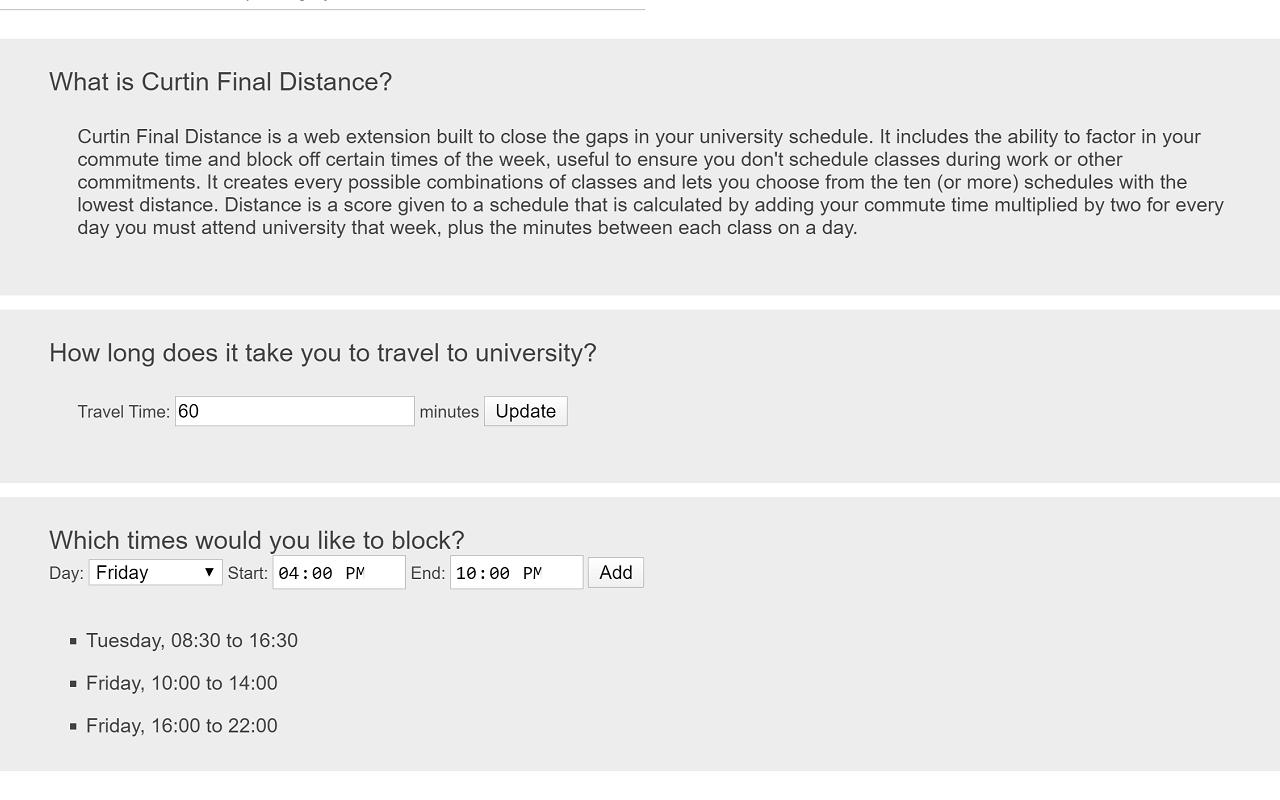 What is Curtin Final Distance?
Curtin Final Distance is a web extension built to close the gaps in your university schedule. It includes the ability to factor in your
commute time and block off certain times of the week, useful to ensure you don't schedule classes during work or other
commitments. It creates every possible combinations of classes and lets you choose from the ten (or more) schedules with the
lowest distance. Distance is a score given to a schedule that is calculated by adding your commute time multiplied by two for every
day you must attend university that week, plus the minutes between each class on a day.
How long does it take you to travel to university?
Travel Time: 60 minutes Update
Which times would you like to block?
Day: Friday Start: 04:00 PM End: 10:00 PM Add
Tuesday, 08:30 to 16:30
Friday, 10:00 to 14:00
Friday, 16:00 to 22:00